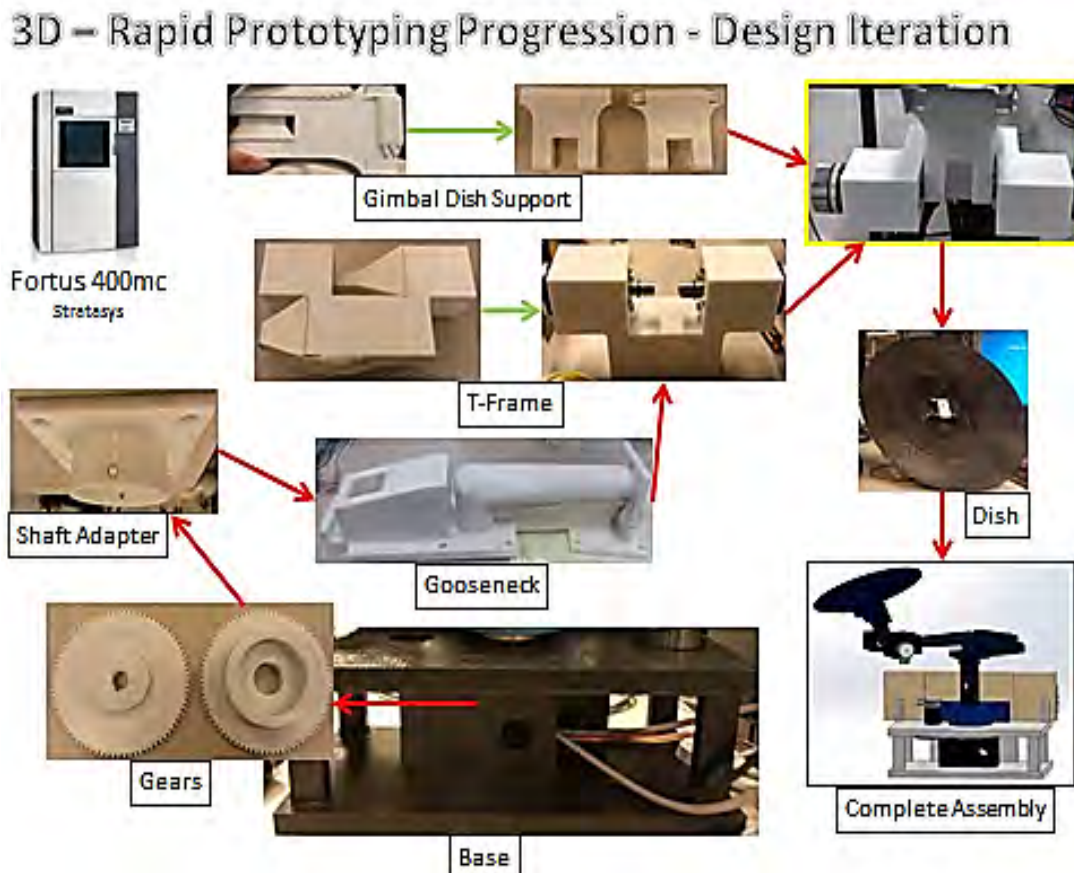 3D – Rapid Prototyping Progression - Design Iteration
Gimbal Dish Support
Fortus 400mc
Stratasys
T-Frame
Shaft Adapter
Gooseneck
Dish
Gears
Base
Complete Assembly